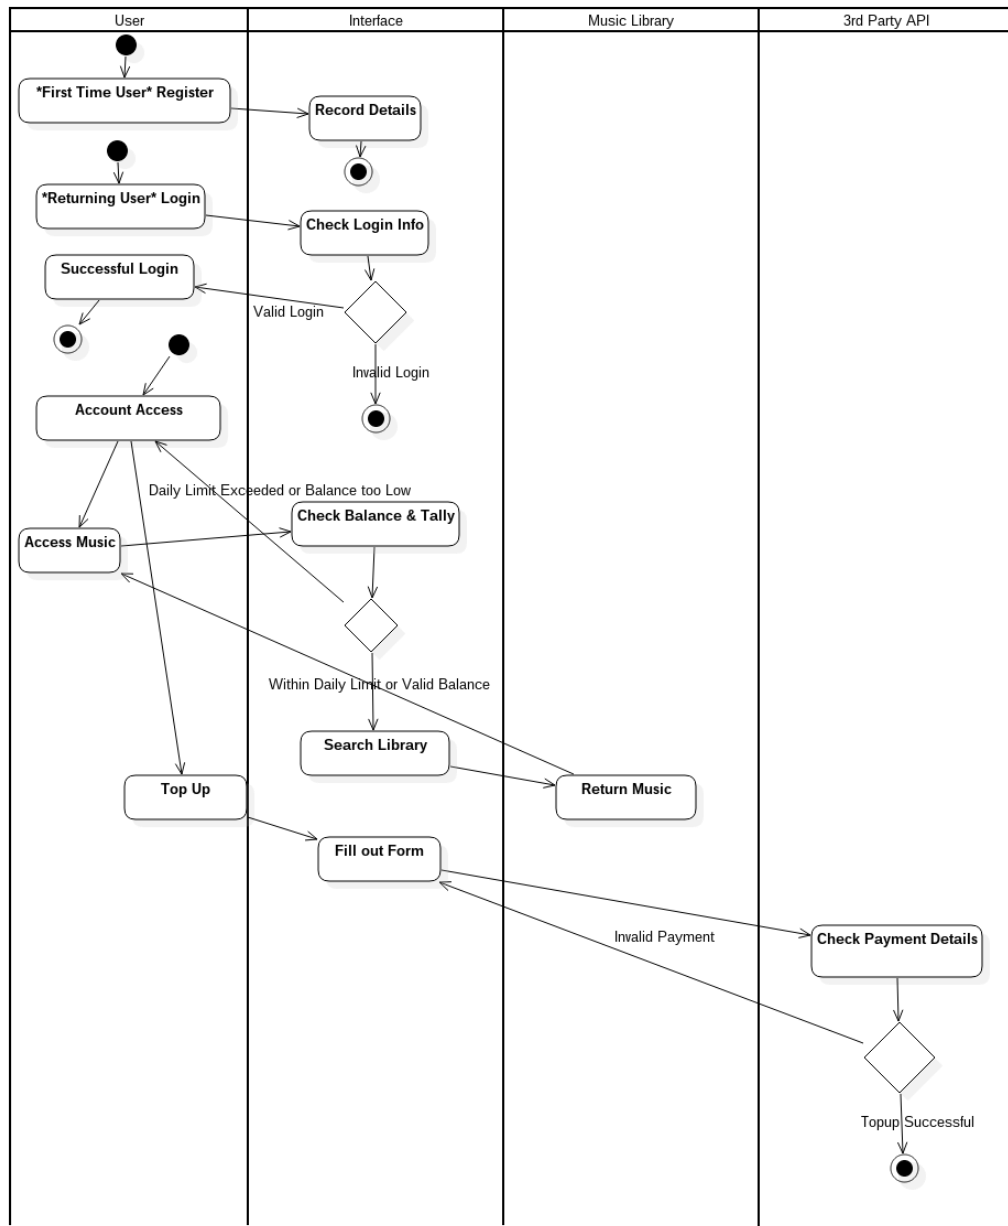 User
Interface
Music Library
3rd Party API
*First Time User* Register
Record Details
*Returning User* Login
Check Login Info
Successful Login
Valid Login
Invalid Login
Account Access
Daily Limit Exceeded or Balance too Low
Check Balance & Tally
Access Music
Within Daily Limit or Valid Balance
Search Library
Top Up
Return Music
Fill out Form
Invalid Payment
Check Payment Details
Topup Successful